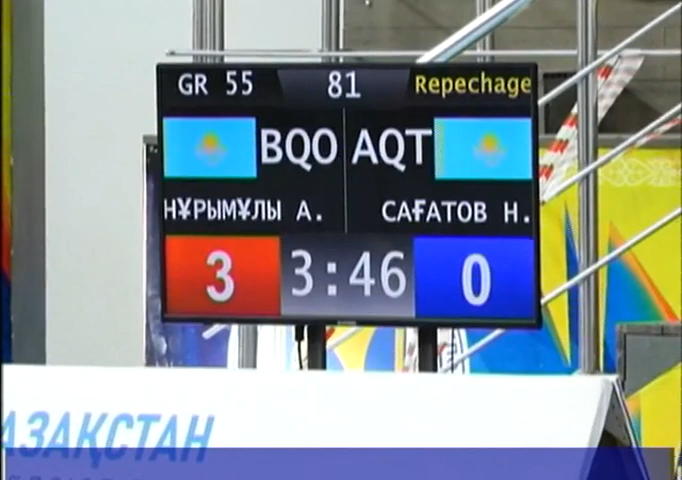 GR 55 81 Repechage
BQO AQT
НҰРЫМҰЛЫ А. САҒАТОВ Н.
3 3:46 0
АЗАҚСТАН